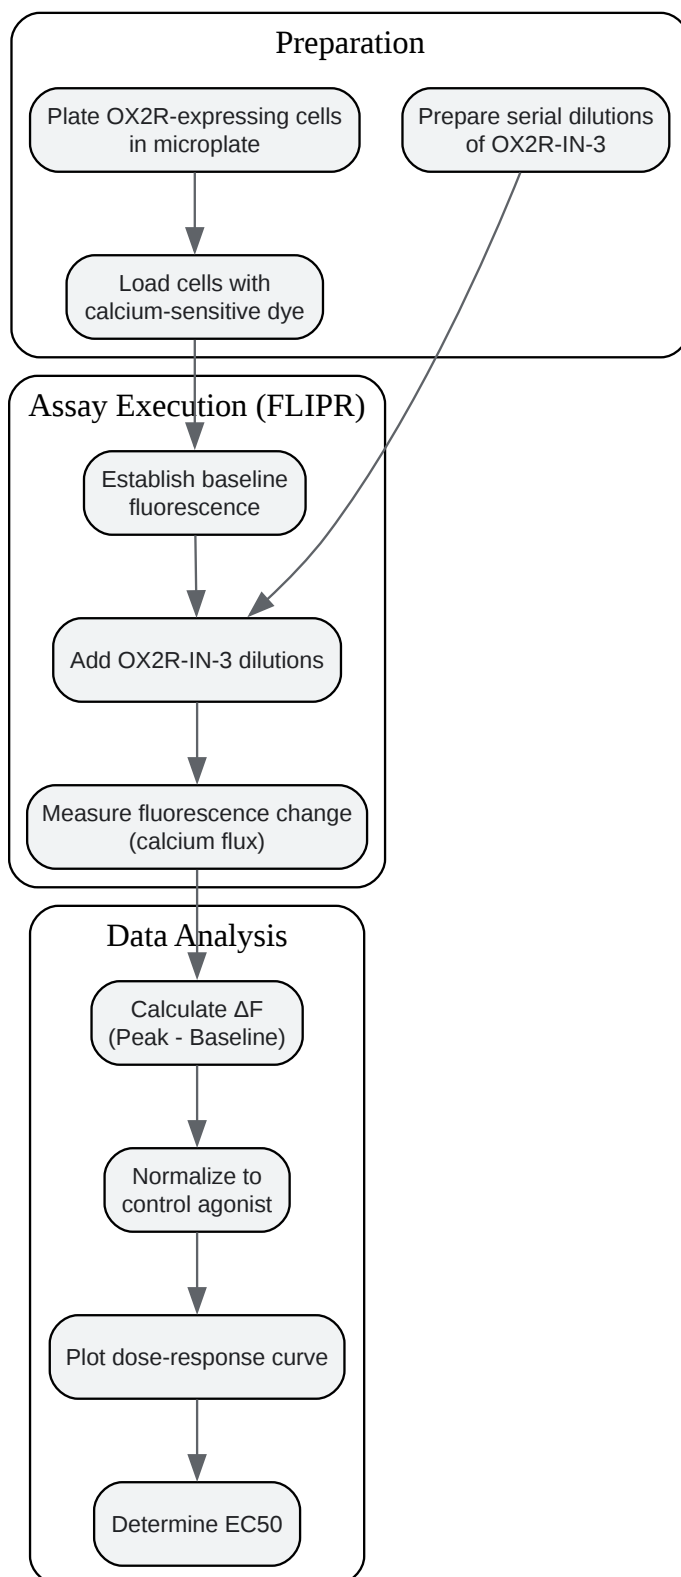 Preparation
Plate OX2R-expressing cells
in microplate
Prepare serial dilutions
of OX2R-IN-3
Load cells with
calcium-sensitive dye
Assay Execution (FLIPR)
Establish baseline
fluorescence
Add OX2R-IN-3 dilutions
Measure fluorescence change
(calcium flux)
Data Analysis
Calculate ΔF
(Peak - Baseline)
Normalize to
control agonist
Plot dose-response curve
Determine EC50